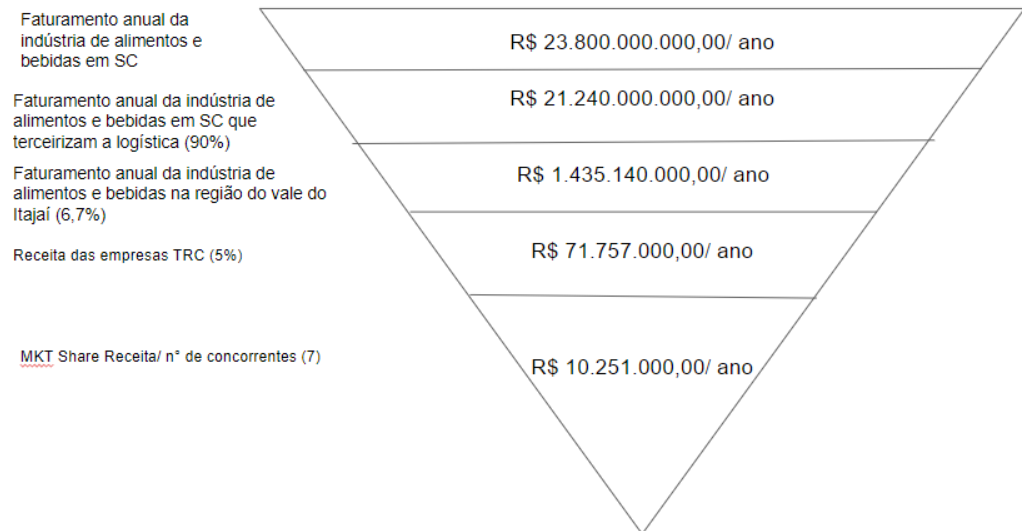 Faturamento anual da
indústria de alimentos e
bebidas em SC
R$ 23.800.000.000,00/ ano
Faturamento anual da indústria de
alimentos e bebidas em SC que
terceirizam a logística (90%)
R$ 21.240.000.000,00/ ano
Faturamento anual da indústria de
alimentos e bebidas na região do vale do
Itajaí (6,7%)
R$ 1.435.140.000,00/ ano
Receita das empresas TRC (5%)
R$ 71.757.000,00/ ano
MKT Share Receita/ n° de concorrentes (7)
R$ 10.251.000,00/ ano